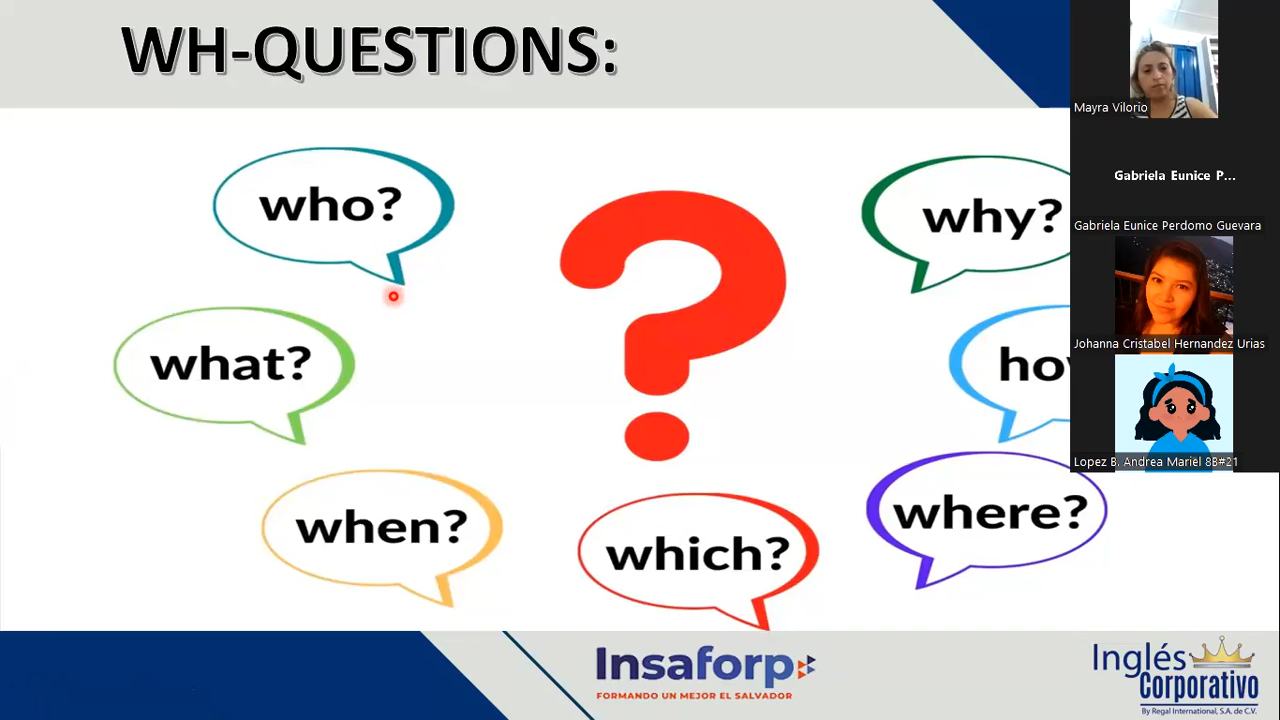 WH-QUESTIONS:
who?
why?
what?
ho
when?
which?
where?
Mayra Vilorio
Gabriela Eunice P...
Gabriela Eunice Perdomo Guevara
Johanna Cristabel Hernandez Urias
Lopez B. Andrea Mariel 8B#21
Insaforp
FORMANDO UN MEJOR EL SALVADOR
Inglés
Corporativo
By Regal International, S.A. de C.V.